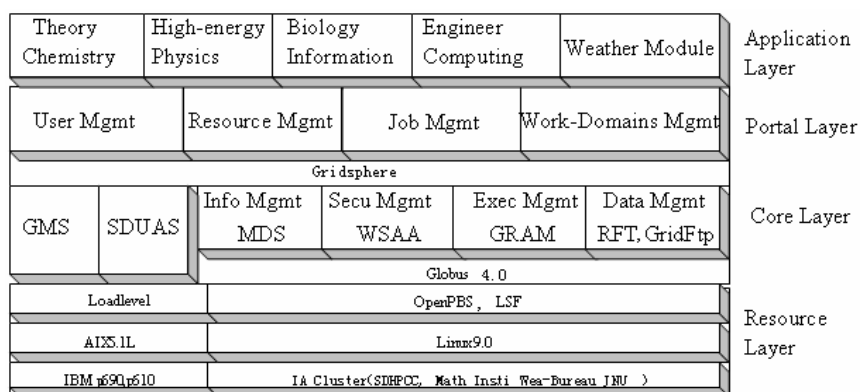 Theory Chemistry
High-energy Physics
Biology Information
Engineer Computing
Weather Module
Application Layer
User Mgmt
Resource Mgmt
Job Mgmt
Work-Domains Mgmt
Portal Layer
Gridsphere
GMS
SDUAS
Info Mgmt
MDS
Secu Mgmt
WSAA
Exec Mgmt
GRAM
Data Mgmt
RFT, GridFtp
Core Layer
Globus 4.0
Loadlevel
OpenPBS, LSF
AIX5.1L
Linux9.0
Resource Layer
IBM p690,p610
IA Cluster(SDHPCC, Math Insti Wea-Bureau JNU )